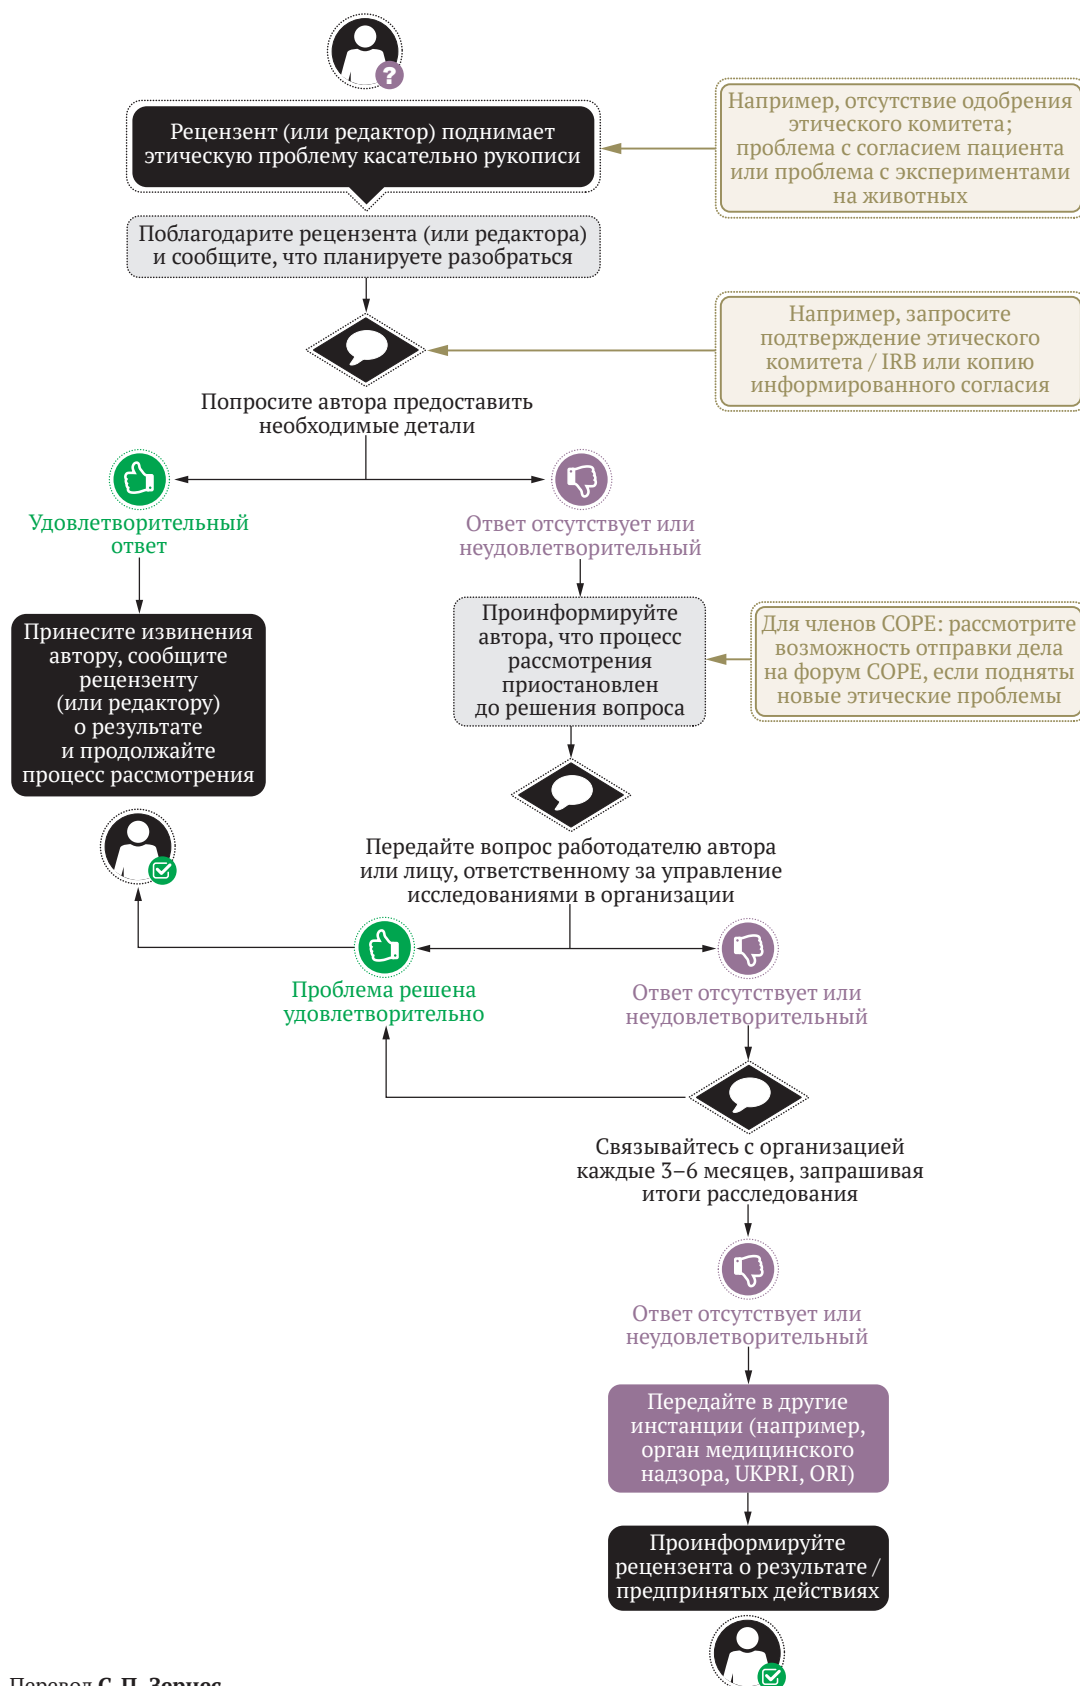 ?
Рецензент (или редактор) поднимает
этическую проблему касательно рукописи
Например, отсутствие одобрения
этического комитета;
проблема с согласием пациента
или проблема с экспериментами
на животных
Поблагодарите рецензента (или редактора)
и сообщите, что планируете разобраться
Например, запросите
подтверждение этического
комитета / IRB или копию
информированного согласия
Попросите автора предоставить
необходимые детали
Удовлетворительный
ответ
Ответ отсутствует или
неудовлетворительный
Принесите извинения
автору, сообщите
рецензенту
(или редактору)
о результате
и продолжайте
процесс рассмотрения
Проинформируйте
автора, что процесс
рассмотрения
приостановлен
до решения вопроса
Для членов COPE: рассмотрите
возможность отправки дела
на форум COPE, если подняты
новые этические проблемы
Передайте вопрос работодателю автора
или лицу, ответственному за управление
исследованиями в организации
Проблема решена
удовлетворительно
Ответ отсутствует или
неудовлетворительный
Связывайтесь с организацией
каждые 3–6 месяцев, запрашивая
итоги расследования
Ответ отсутствует или
неудовлетворительный
Передайте в другие
инстанции (например,
орган медицинского
надзора, UKPRI, ORI)
Проинформируйте
рецензента о результате /
предпринятых действиях
Перевод С. П. Зернес